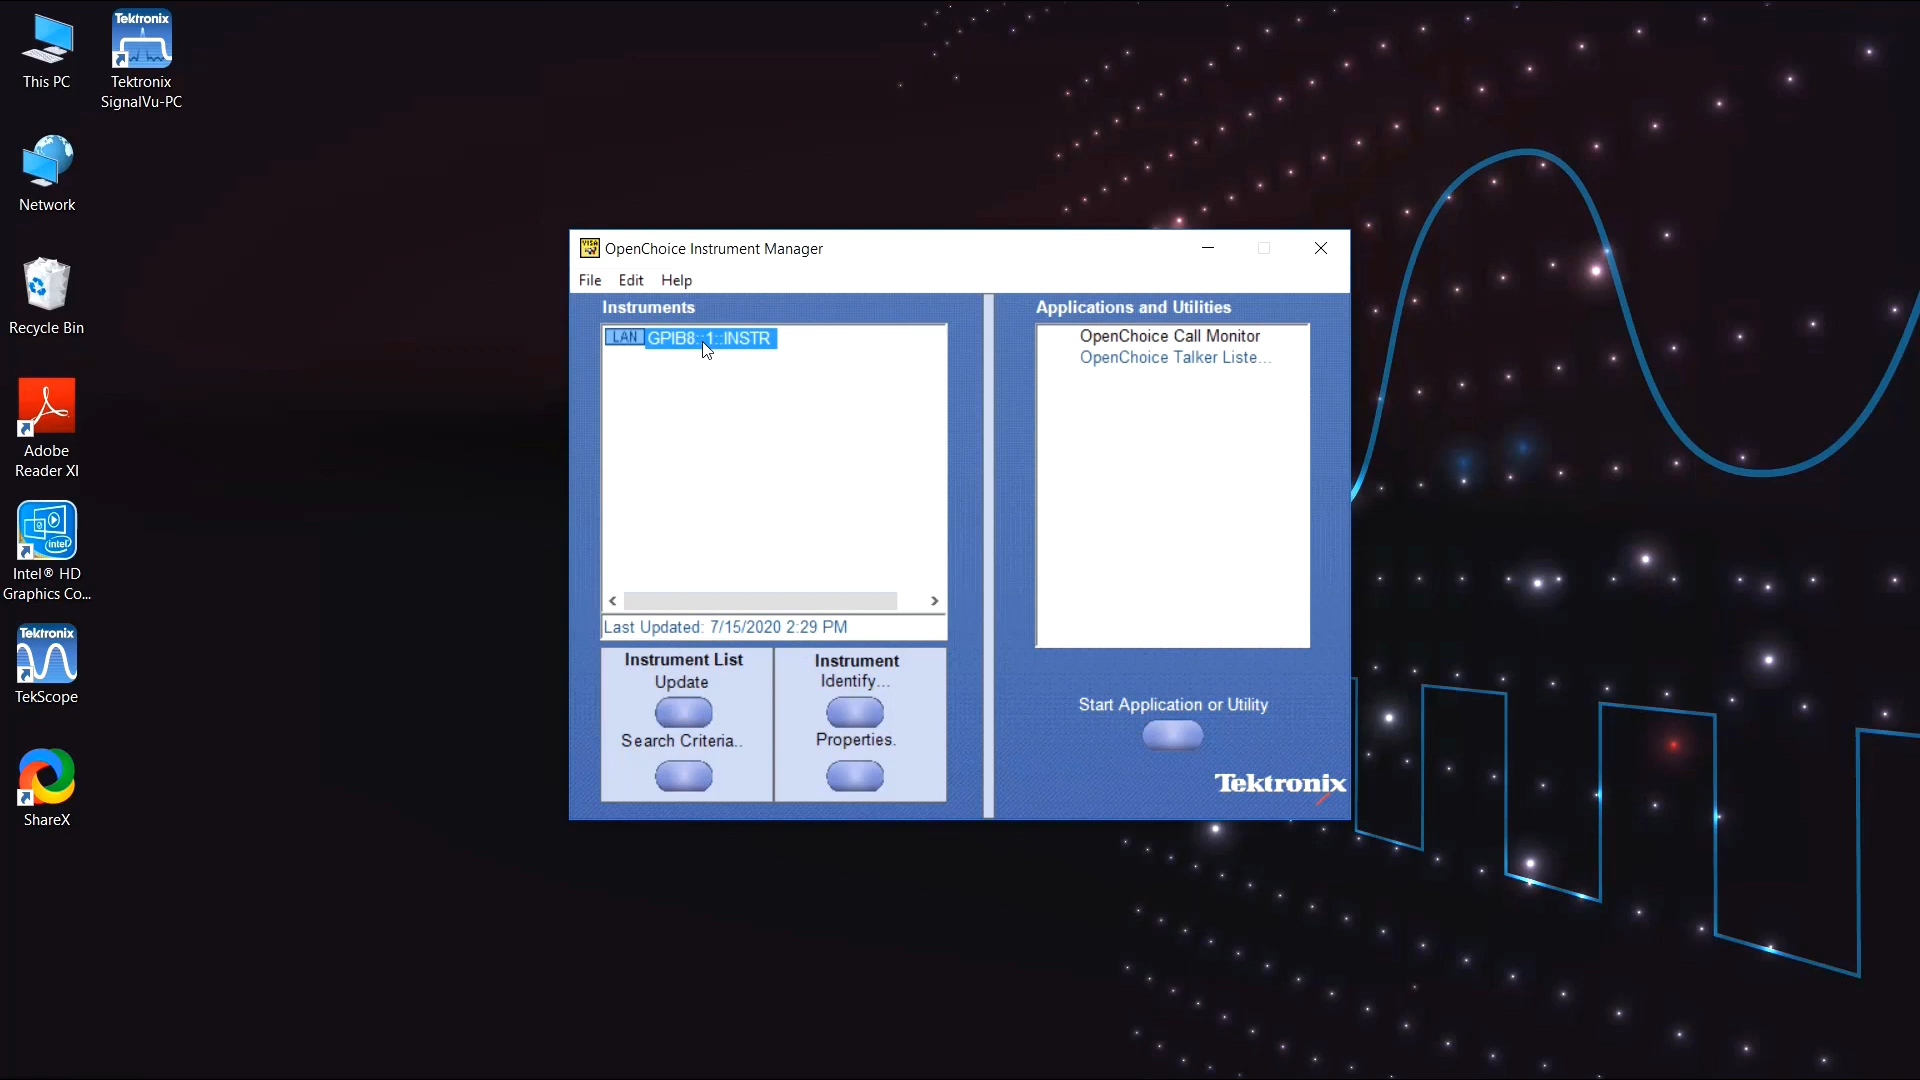 This PC
Tektronix
Tektronix
SignalVu-PC
Network
Recycle Bin
Adobe
Reader XI
intel
Intel® HD
Graphics Co...
Tektronix
TekScope
ShareX
VISA
OpenChoice Instrument Manager
File Edit Help
Instruments
LAN GPIB8::1::INSTR
Last Updated: 7/15/2020 2:29 PM
Instrument List
Update
Search Criteria..
Instrument
Identify...
Properties.
Applications and Utilities
OpenChoice Call Monitor
OpenChoice Talker Liste...
Start Application or Utility
Tektronix